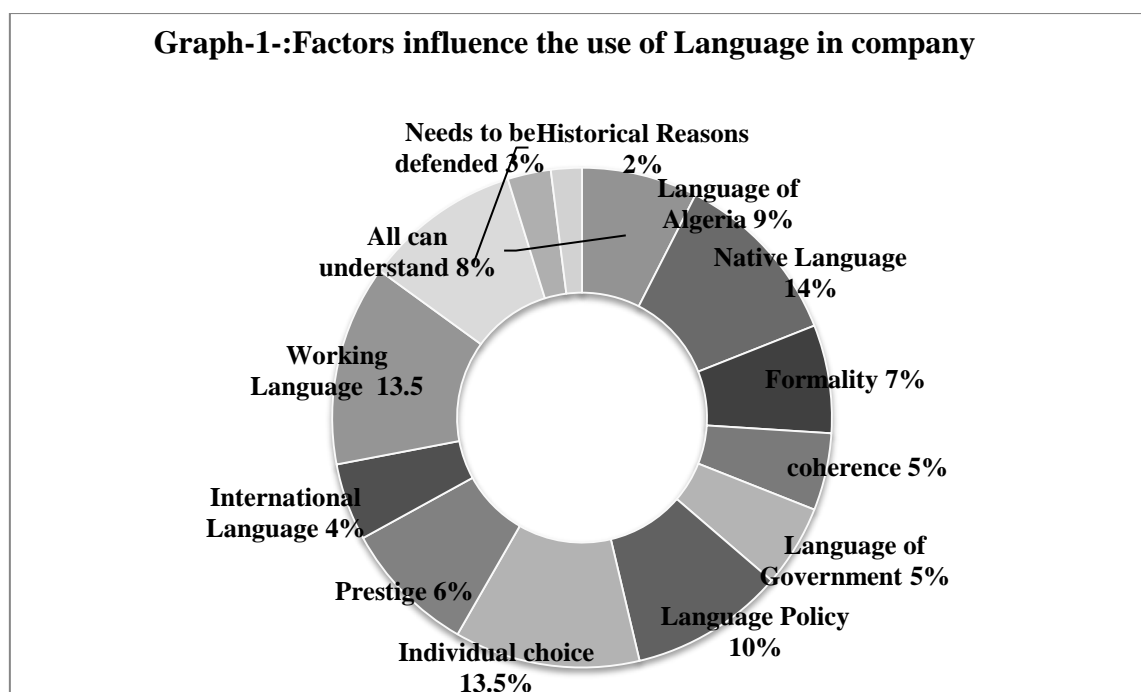 Graph-1-:Factors influence the use of Language in company
Needs to be
defended 3%
Historical Reasons
2%
Language of
Algeria 9%
All can
understand 8%
Native Language
14%
Working
Language 13.5
Formality 7%
coherence 5%
International
Language 4%
Language of
Government 5%
Prestige 6%
Language Policy
10%
Individual choice
13.5%